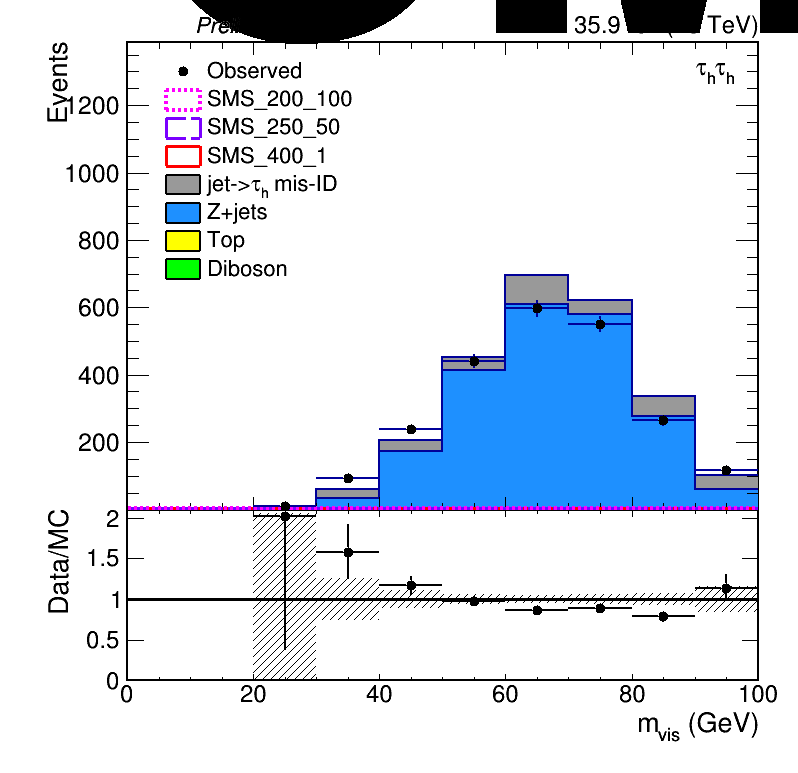 35.9 TeV)
Events
τhτh
Observed
SMS_200_100
SMS_250_50
SMS_400_1
jet->τh mis-ID
Z+jets
Top
Diboson
1200
1000
800
600
400
200
Data/MC
2
1.5
1
0.5
0
0 20 40 60 80 100
mvis (GeV)